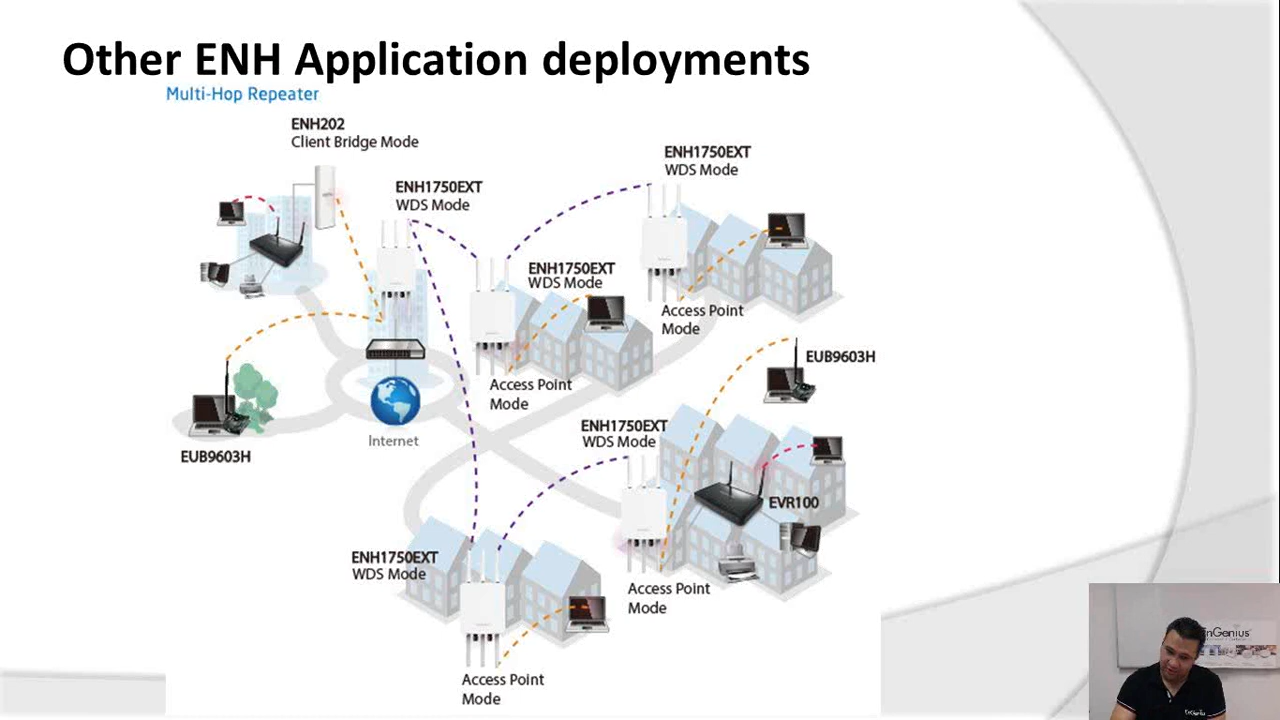 Other ENH Application deployments
Multi-Hop Repeater
ENH202
Client Bridge Mode
ENH1750EXT
WDS Mode
ENH1750EXT
WDS Mode
ENH1750EXT
WDS Mode
Access Point
Mode
Access Point
Mode
EUB9603H
Internet
EUB9603H
ENH1750EXT
WDS Mode
EVR100
ENH1750EXT
WDS Mode
Access Point
Mode
Access Point
Mode
EnGenius